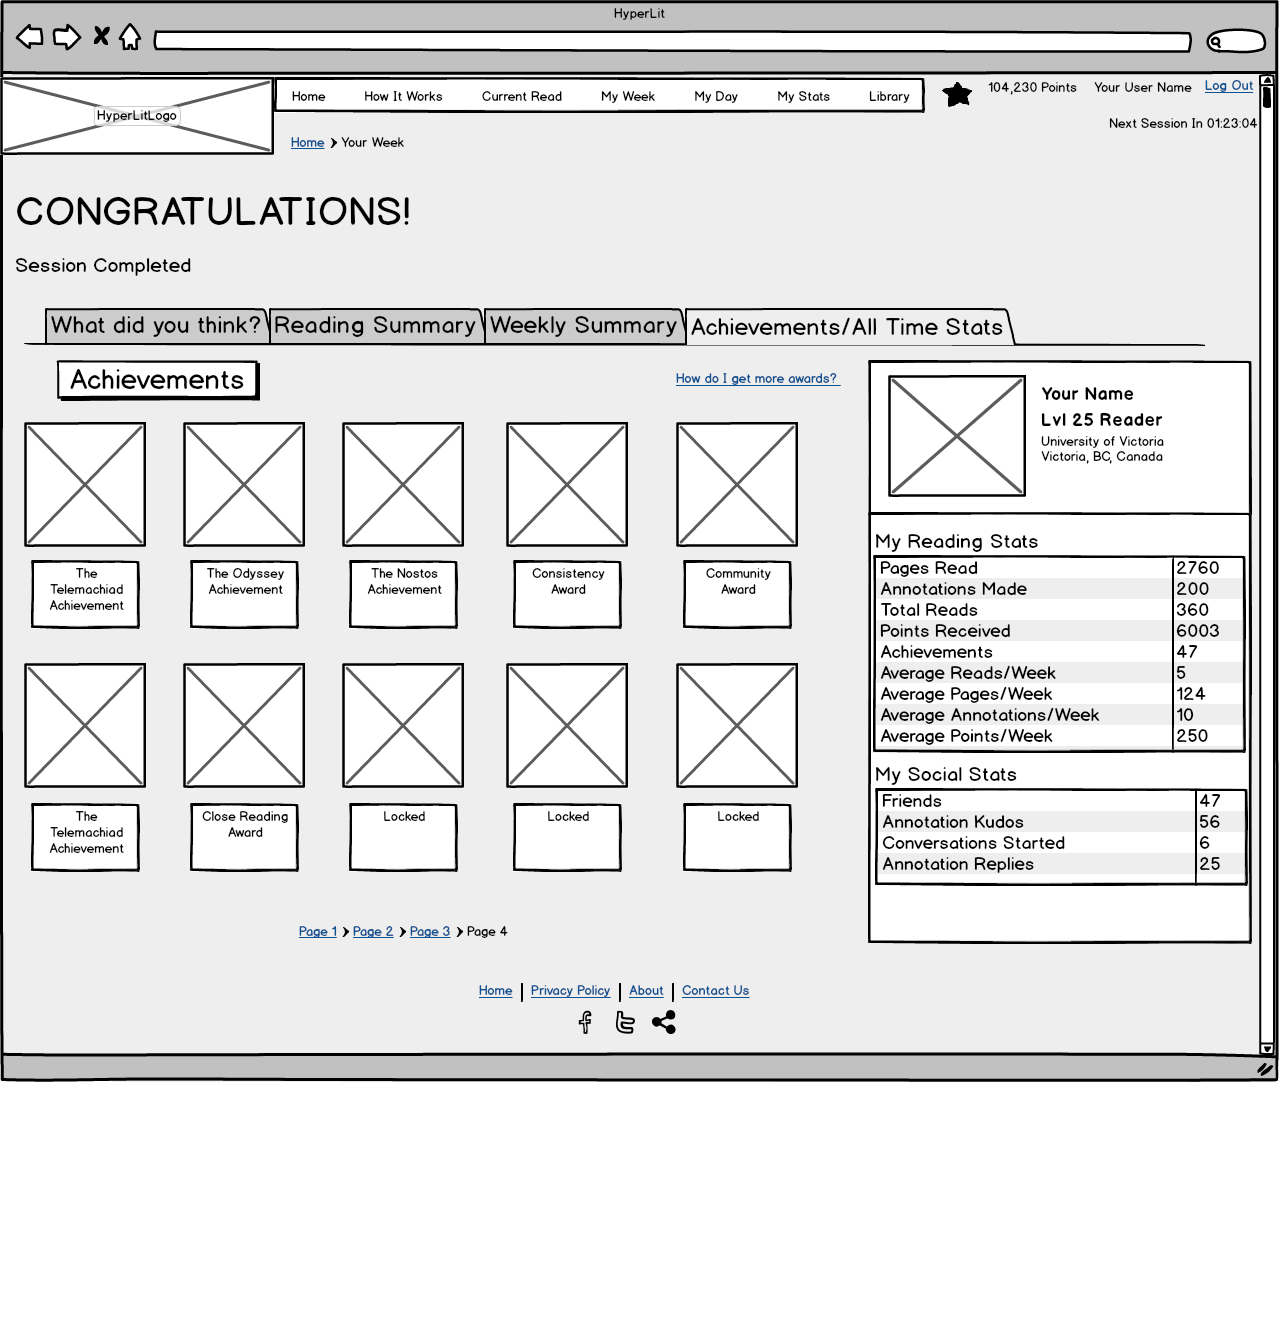 HyperLit
HyperLitLogo
Home How It Works Current Read My Week My Day My Stats Library
104,230 Points Your User Name Log Out
Next Session In 01:23:04
Home Your Week
CONGRATULATIONS!
Session Completed
What did you think? Reading Summary Weekly Summary Achievements/All Time Stats
Achievements
How do I get more awards?
The
Telemachiad
Achievement
The Odyssey
Achievement
The Nostos
Achievement
Consistency
Award
Community
Award
The
Telemachiad
Achievement
Close Reading
Award
Locked
Locked
Locked
Page 1 Page 2 Page 3 Page 4
Your Name
Lvl 25 Reader
University of Victoria
Victoria, BC, Canada
My Reading Stats
Pages Read 2760
Annotations Made 200
Total Reads 360
Points Received 6003
Achievements 47
Average Reads/Week 5
Average Pages/Week 124
Average Annotations/Week 10
Average Points/Week 250
My Social Stats
Friends 47
Annotation Kudos 56
Conversations Started 6
Annotation Replies 25
Home Privacy Policy About Contact Us